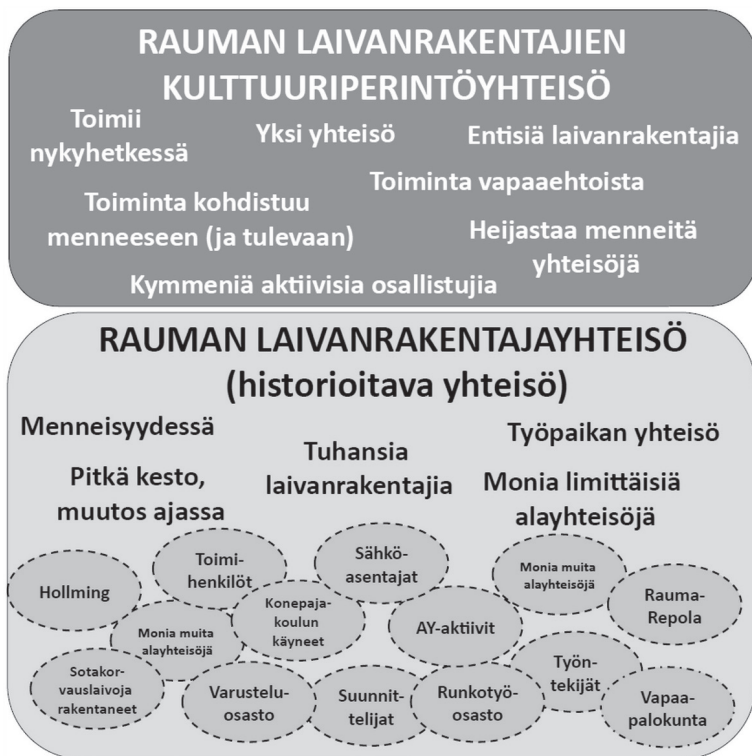 RAUMAN LAIVANRAKENTAJIEN
KULTTUURIPERINTÖYHTEISÖ
Toimii
nykyhetkessä
Yksi yhteisö
Entisiä laivanrakentajia
Toiminta vapaaehtoista
Toiminta kohdistuu
menneeseen (ja tulevaan)
Heijastaa menneitä
yhteisöjä
Kymmeniä aktiivisia osallistujia
RAUMAN LAIVANRAKENTAJAYHTEISÖ
(historioitava yhteisö)
Menneisyydessä
Tuhansia
laivanrakentajia
Työpaikan yhteisö
Pitkä kesto,
muutos ajassa
Monia limittäisiä
alayhteisöjä
Hollming
Toimi-
henkilöt
Sähkö-
asentajat
Monia muita
alayhteisöjä
Rauma-
Repola
Monia muita
alayhteisöjä
Konepaja-
koulun
käyneet
AY-aktiivit
Sotakor-
vauslaivoja
rakentaneet
Varustelu-
osasto
Suunnit-
telijat
Runkotyö-
osasto
Työn-
tekijät
Vapaa-
palokunta